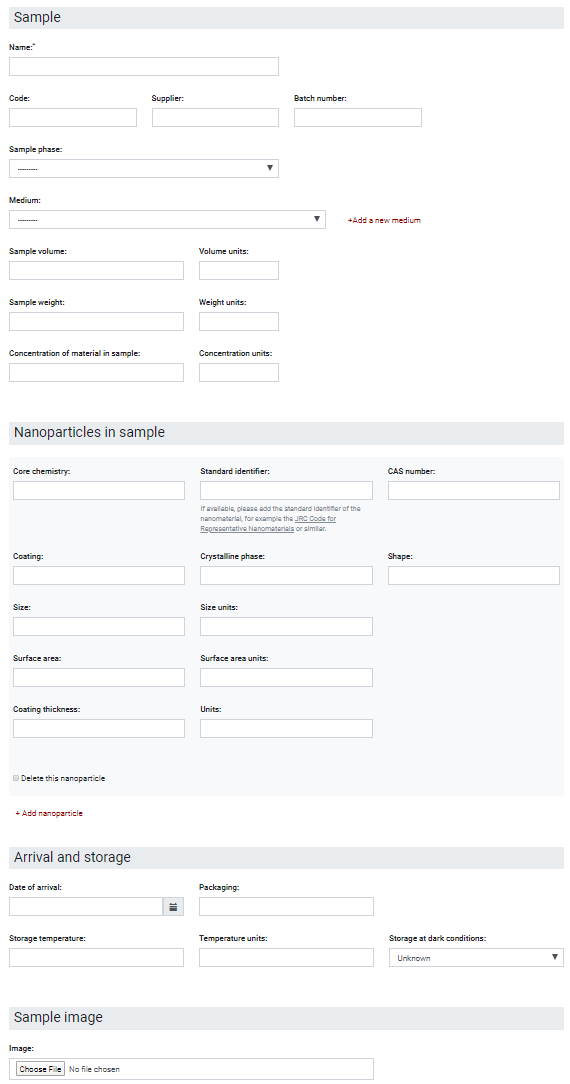 Sample
Name:*
Code: Supplier: Batch number:
Sample phase:
---------
Medium:
--------- +Add a new medium
Sample volume: Volume units:
Sample weight: Weight units:
Concentration of material in sample: Concentration units:
Nanoparticles in sample
Core chemistry: Standard identifier: CAS number:
If available, please add the standard identifier of the
nanomaterial, for example the JRC Code for
Representative Nanomaterials or similar.
Coating: Crystalline phase: Shape:
Size: Size units:
Surface area: Surface area units:
Coating thickness: Units:
Delete this nanoparticle
+ Add nanoparticle
Arrival and storage
Date of arrival: Packaging:
Storage temperature: Temperature units: Storage at dark conditions:
Unknown
Sample image
Image:
Choose File No file chosen